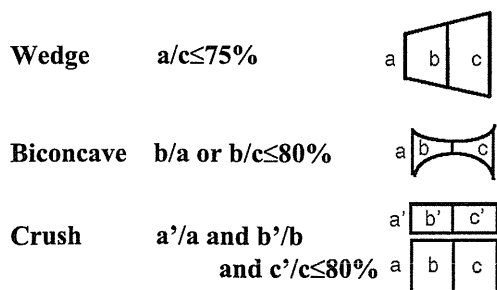 Wedge a/c≤75% a b c
Biconcave b/a or b/c≤80% a b c
a' b' c'
Crush a'/a and b'/b
and c'/c≤80% a b c